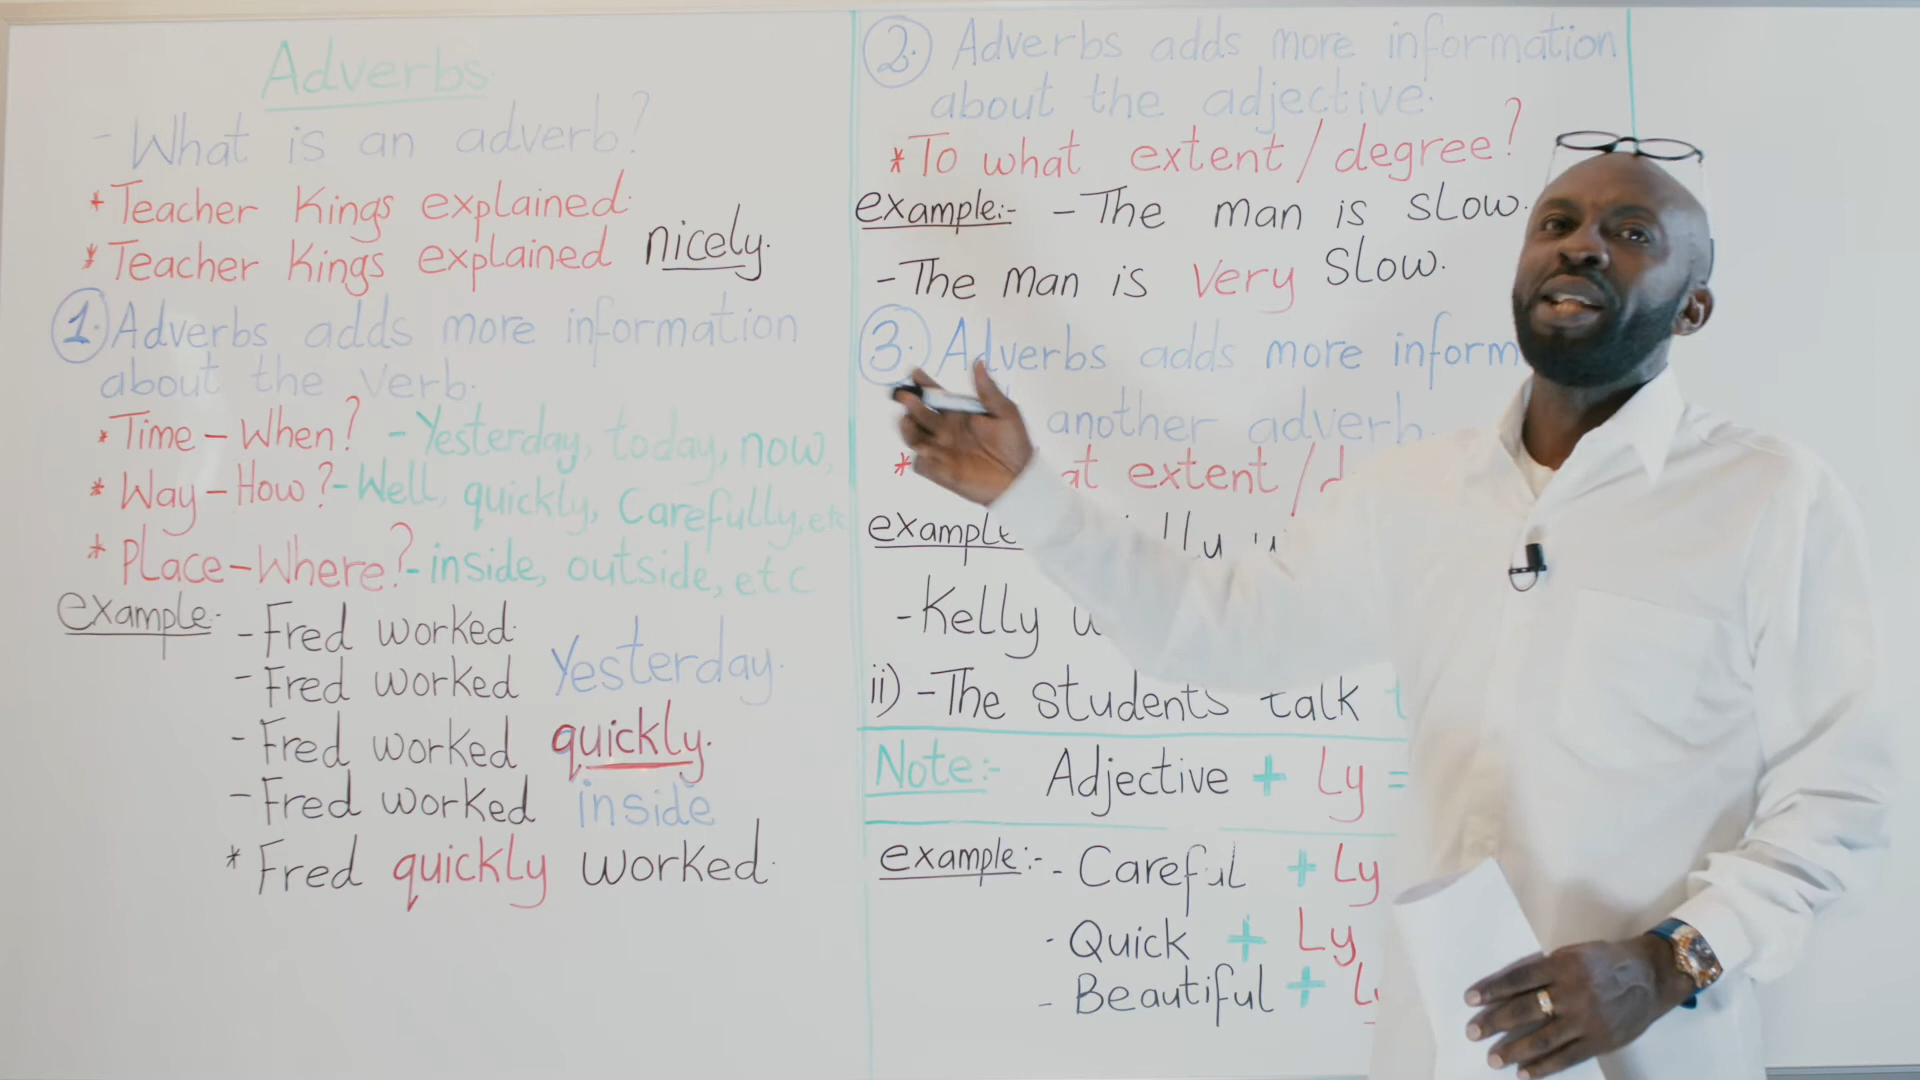 Adverbs
- What is an adverb?
* Teacher Kings explained.
* Teacher Kings explained nicely.
1. Adverbs adds more information
about the verb.
* Time - When? - Yesterday, today, now,
* Way - How? - Well, quickly, Carefully, etc
* Place - Where? - inside, outside, etc
example:-
- Fred worked.
- Fred worked Yesterday.
- Fred worked quickly.
- Fred worked inside
* Fred quickly worked.
2. Adverbs adds more information
about the adjective.
* To what extent / degree?
example:- - The man is slow.
- The man is very slow.
3. Adverbs adds more inform
another adverb.
* at extent / d
example
- Kelly w
ii) - The students talk
Note:- Adjective + Ly =
example:- - Careful + Ly
- Quick + Ly
- Beautiful + L